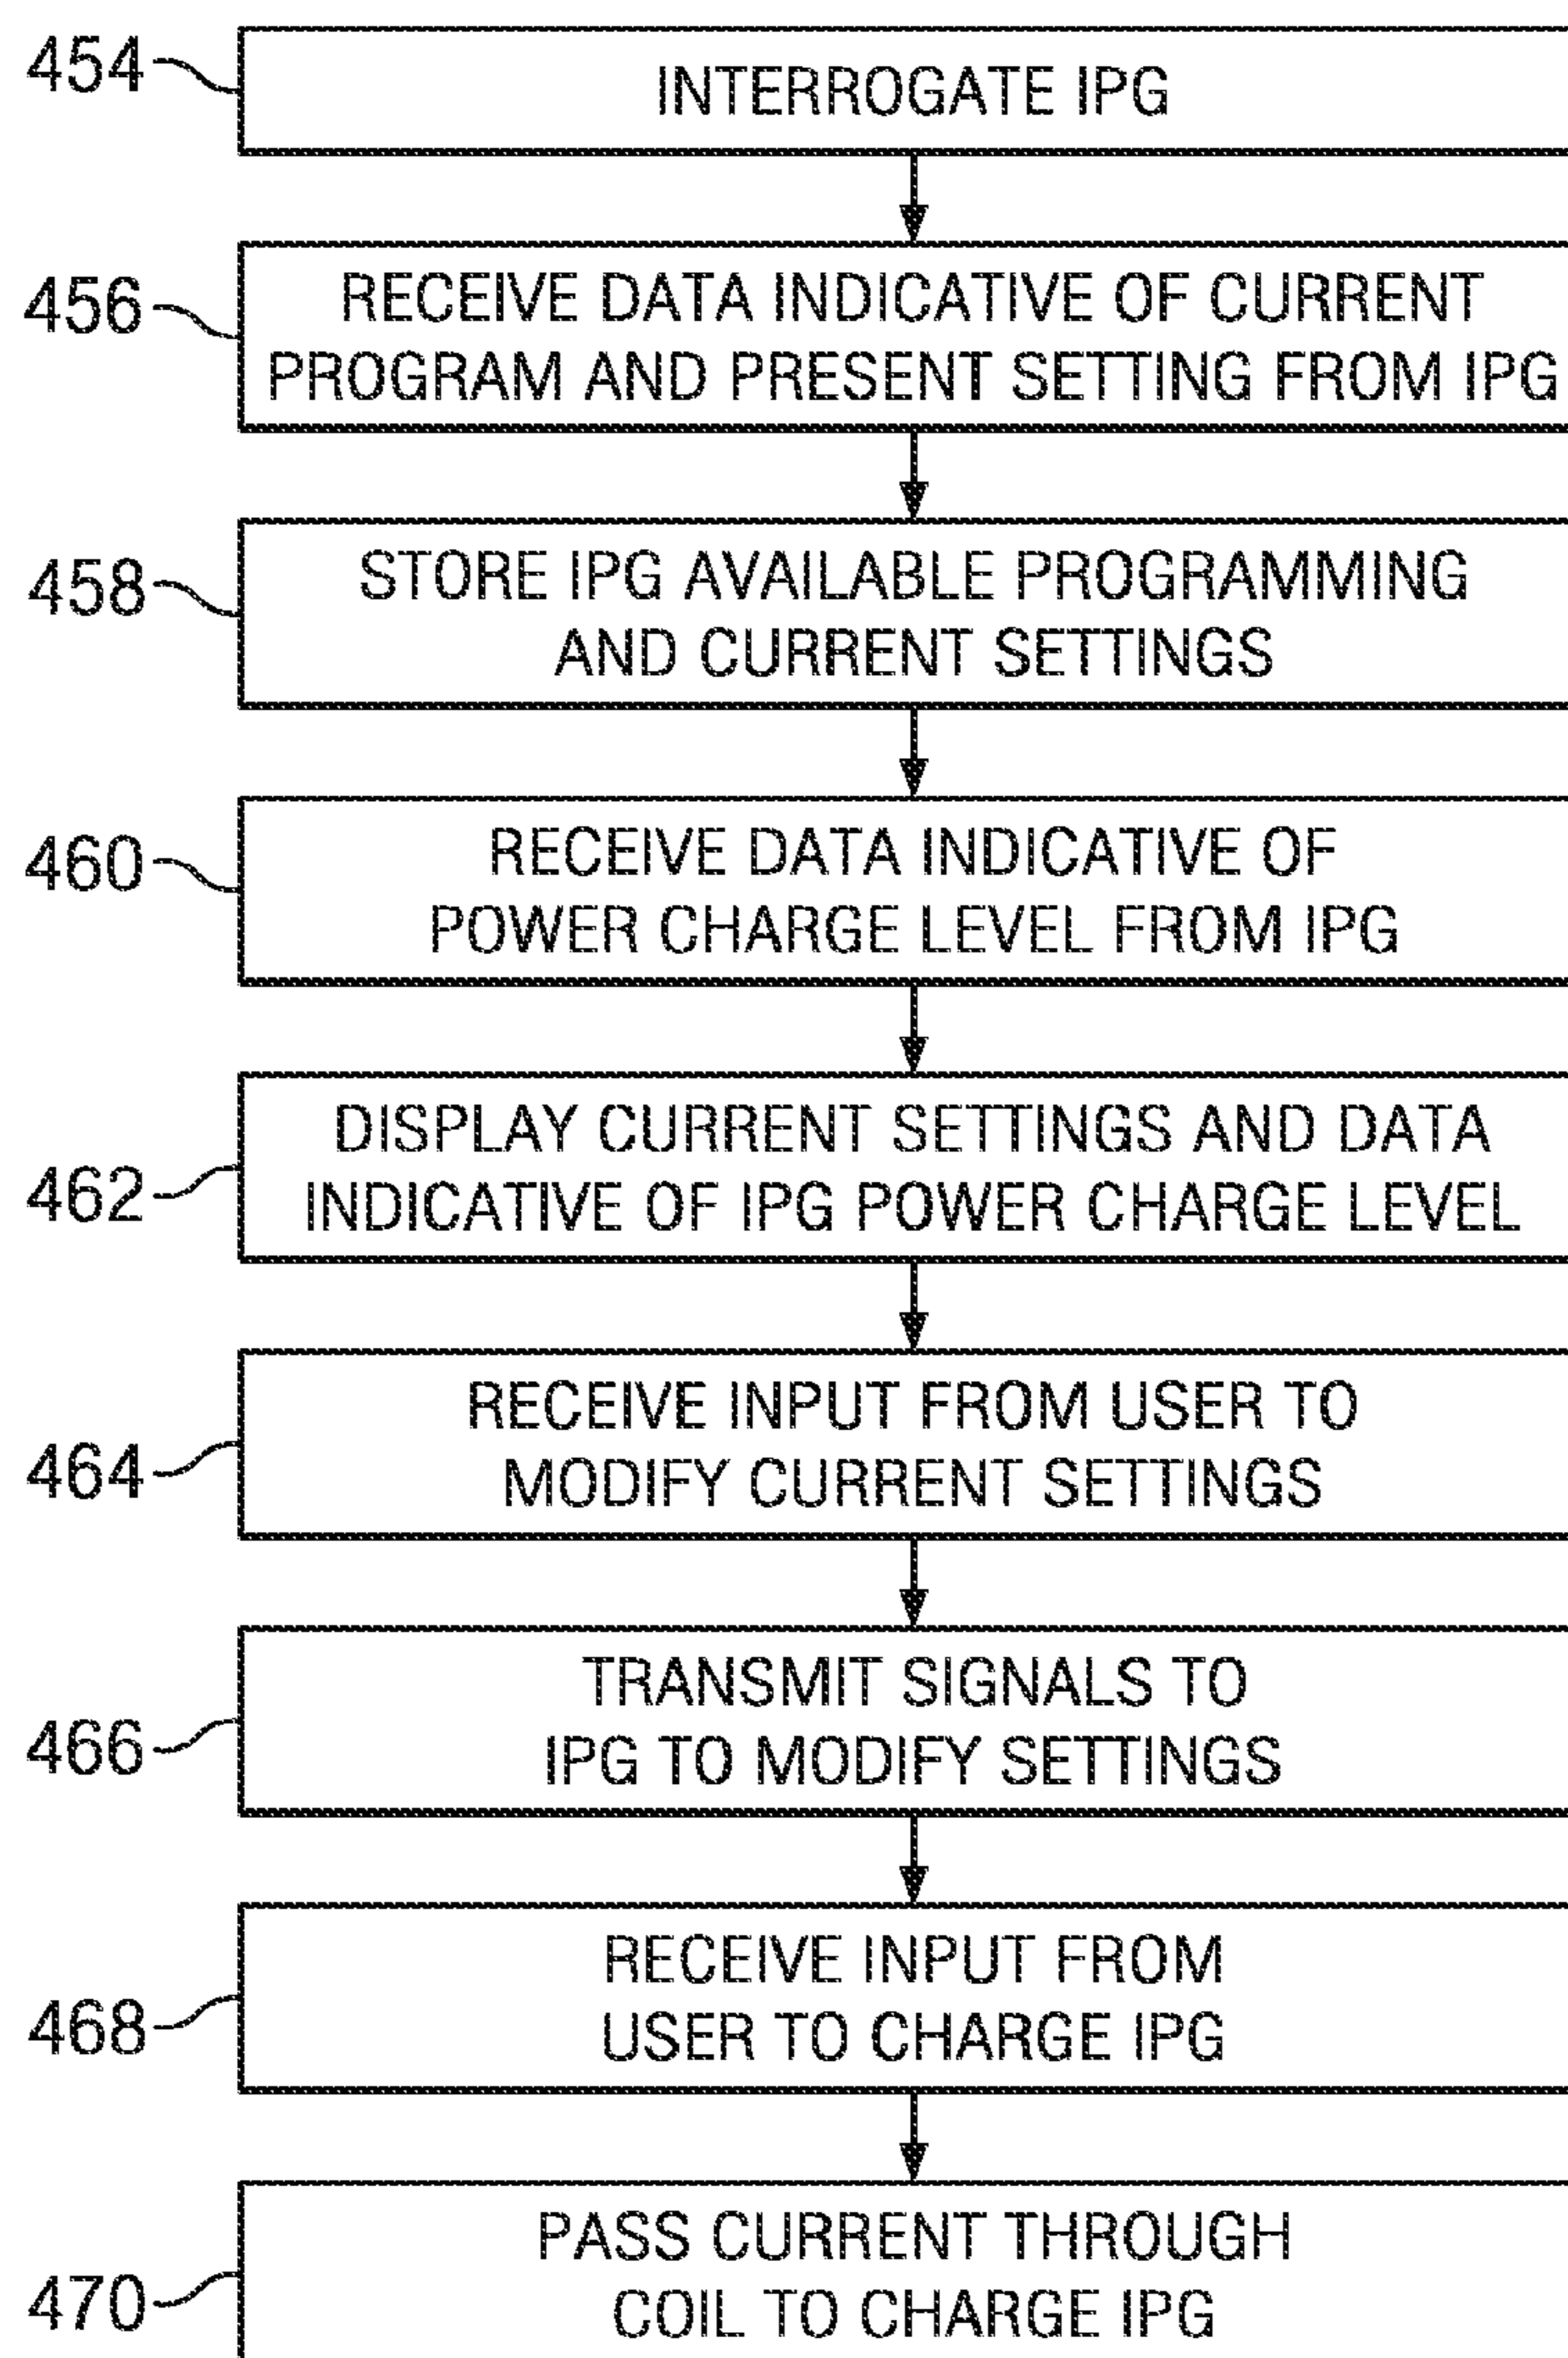 454
INTERROGATE IPG
456
RECEIVE DATA INDICATIVE OF CURRENT
PROGRAM AND PRESENT SETTING FROM IPG
458
STORE IPG AVAILABLE PROGRAMMING
AND CURRENT SETTINGS
460
RECEIVE DATA INDICATIVE OF
POWER CHARGE LEVEL FROM IPG
462
DISPLAY CURRENT SETTINGS AND DATA
INDICATIVE OF IPG POWER CHARGE LEVEL
464
RECEIVE INPUT FROM USER TO
MODIFY CURRENT SETTINGS
466
TRANSMIT SIGNALS TO
IPG TO MODIFY SETTINGS
468
RECEIVE INPUT FROM
USER TO CHARGE IPG
470
PASS CURRENT THROUGH
COIL TO CHARGE IPG